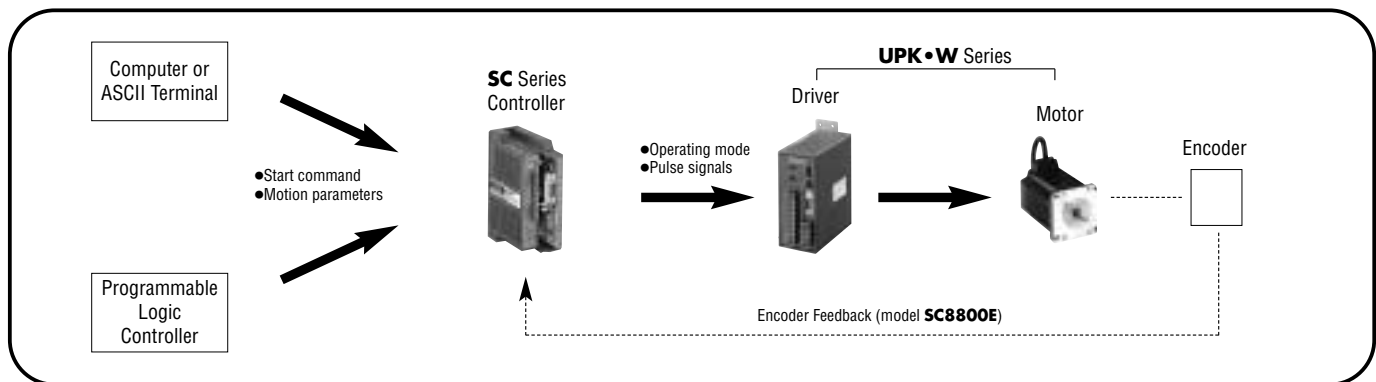 Computer or
ASCII Terminal
Programmable
Logic
Controller
●Start command
●Motion parameters
SC Series
Controller
●Operating mode
●Pulse signals
UPK•W Series
Driver
Motor
Encoder
Encoder Feedback (model SC8800E)